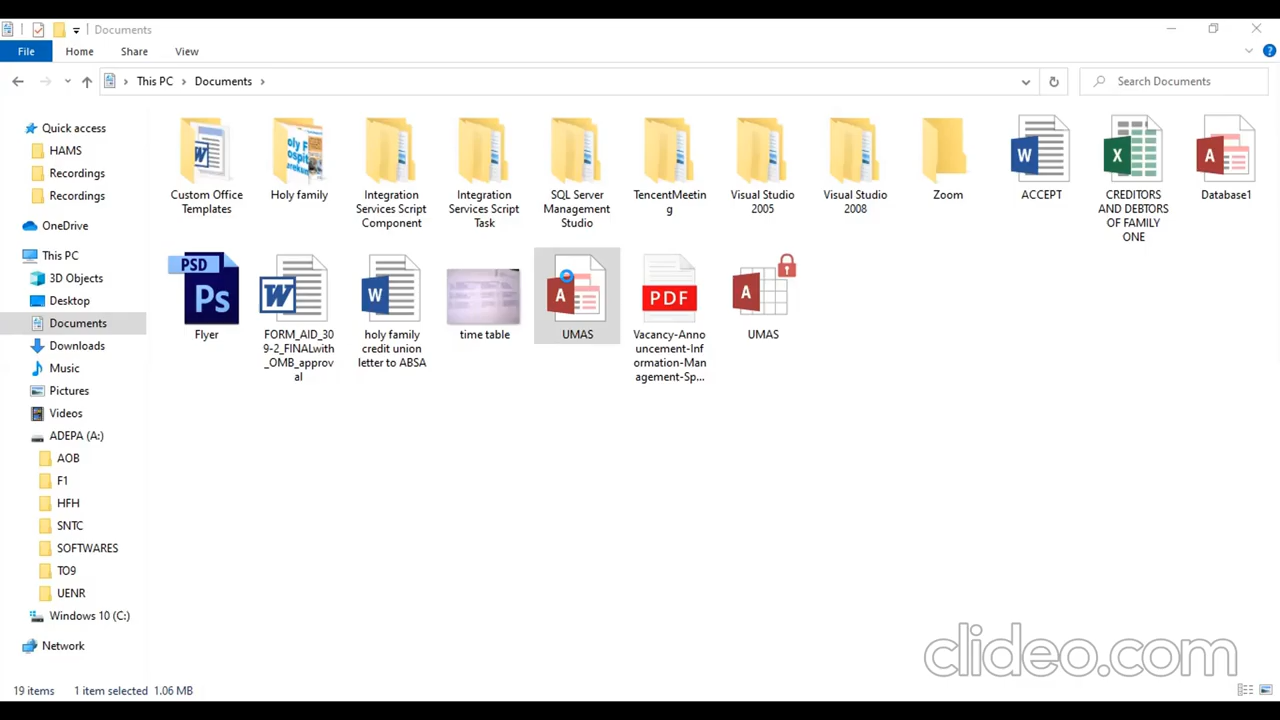 Documents
File
Home
Share
View
This PC
Documents
Search Documents
Quick access
HAMS
Recordings
Recordings
OneDrive
This PC
3D Objects
Desktop
Documents
Downloads
Music
Pictures
Videos
ADEPA (A:)
AOB
F1
HFH
SNTC
SOFTWARES
TO9
UENR
Windows 10 (C:)
Network
Custom Office
Templates
Holy family
Integration
Services Script
Component
Integration
Services Script
Task
SQL Server
Management
Studio
TencentMeetin
g
Visual Studio
2005
Visual Studio
2008
Zoom
ACCEPT
CREDITORS
AND DEBTORS
OF FAMILY
ONE
Database1
PSD
Ps
Flyer
FORM_AID_30
9-2_FINALwith
_OMB_approv
al
holy family
credit union
letter to ABSA
time table
UMAS
PDF
Vacancy-Anno
uncement-Inf
ormation-Man
agement-Sp...
UMAS
19 items
1 item selected 1.06 MB
clideo.com